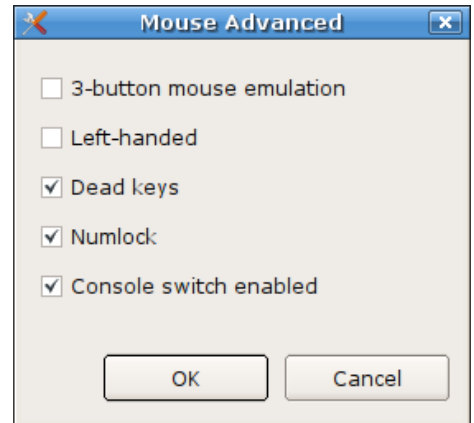 Mouse Advanced
3-button mouse emulation
Left-handed
Dead keys
Numlock
Console switch enabled
OK Cancel